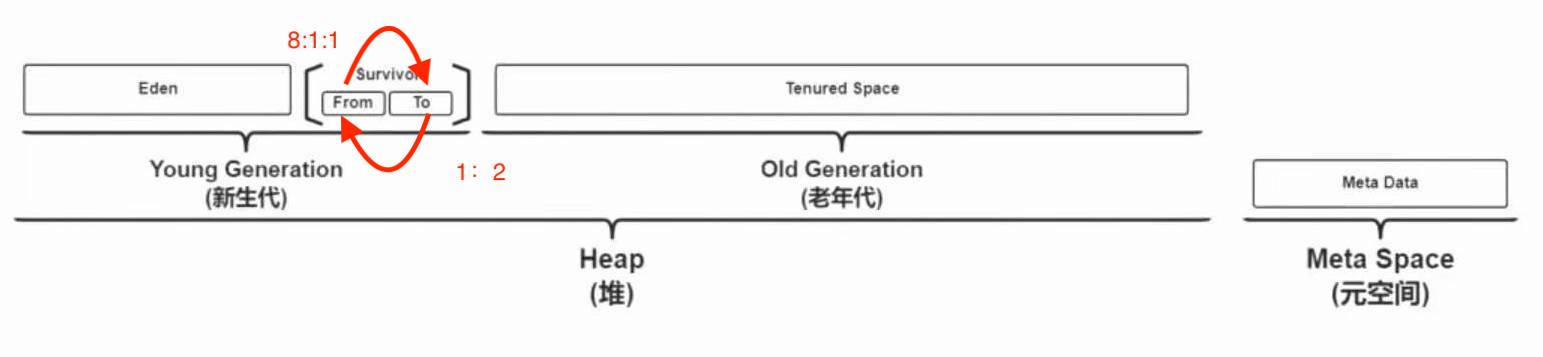 8:1:1
Eden
Survivor
From
To
Tenured Space
Young Generation
(新生代)
1：2
Old Generation
(老年代)
Meta Data
Heap
(堆)
Meta Space
(元空间)